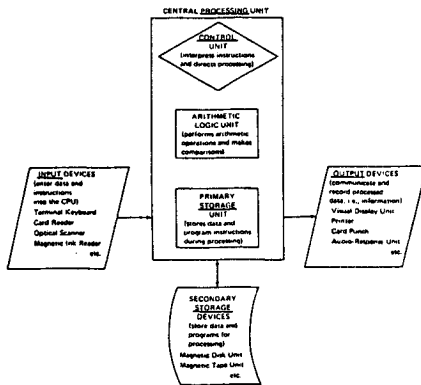 CENTRAL PROCESSING UNIT
CONTROL
UNIT
(interprets instructions
and directs processing)
ARITHMETIC
LOGIC UNIT
(performs arithmetic
operations and makes
comparisons)
PRIMARY
STORAGE
UNIT
(stores data and
program instructions
during processing)
INPUT DEVICES
(enter data and
instructions
into the CPU)
Terminal Keyboard
Card Reader
Optical Scanner
Magnetic Ink Reader
etc.
OUTPUT DEVICES
(communicate and
record processed
data, i.e., information)
Visual Display Unit
Printer
Card Punch
Audio-Response Unit
etc.
SECONDARY
STORAGE
DEVICES
(store data and
programs for
processing)
Magnetic Disk Unit
Magnetic Tape Unit
etc.